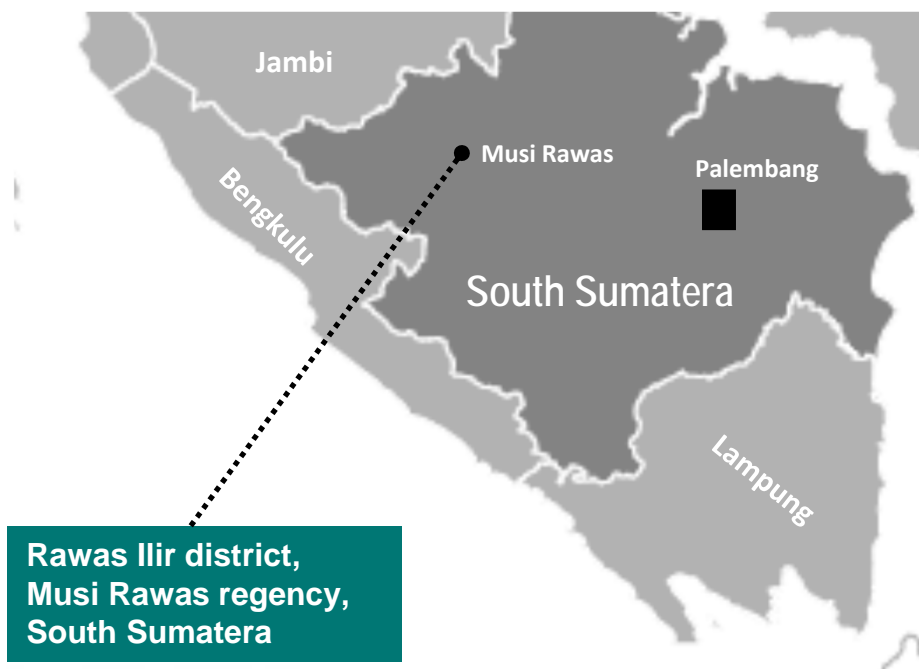 Jambi
Musi Rawas
Palembang
Bengkulu
South Sumatera
Lampung
Rawas Ilir district,
Musi Rawas regency,
South Sumatera